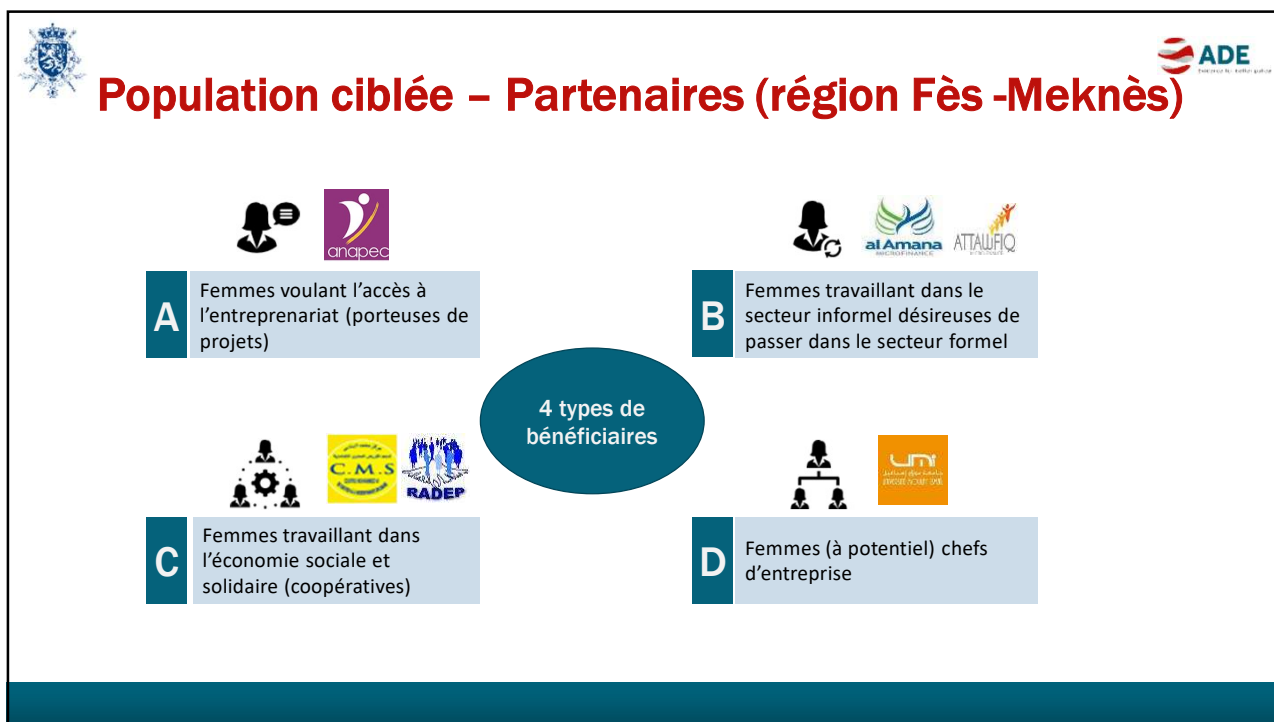 ADE
Population ciblée – Partenaires (région Fès -Meknès)
anapec
al Amana
MICROFINANCE
ATTAWFIQ
A
Femmes voulant l’accès à
l’entreprenariat (porteuses de
projets)
B
Femmes travaillant dans le
secteur informel désireuses de
passer dans le secteur formel
4 types de
bénéficiaires
C.M.S
RADEP
umi
C
Femmes travaillant dans
l’économie sociale et
solidaire (coopératives)
D
Femmes (à potentiel) chefs
d’entreprise